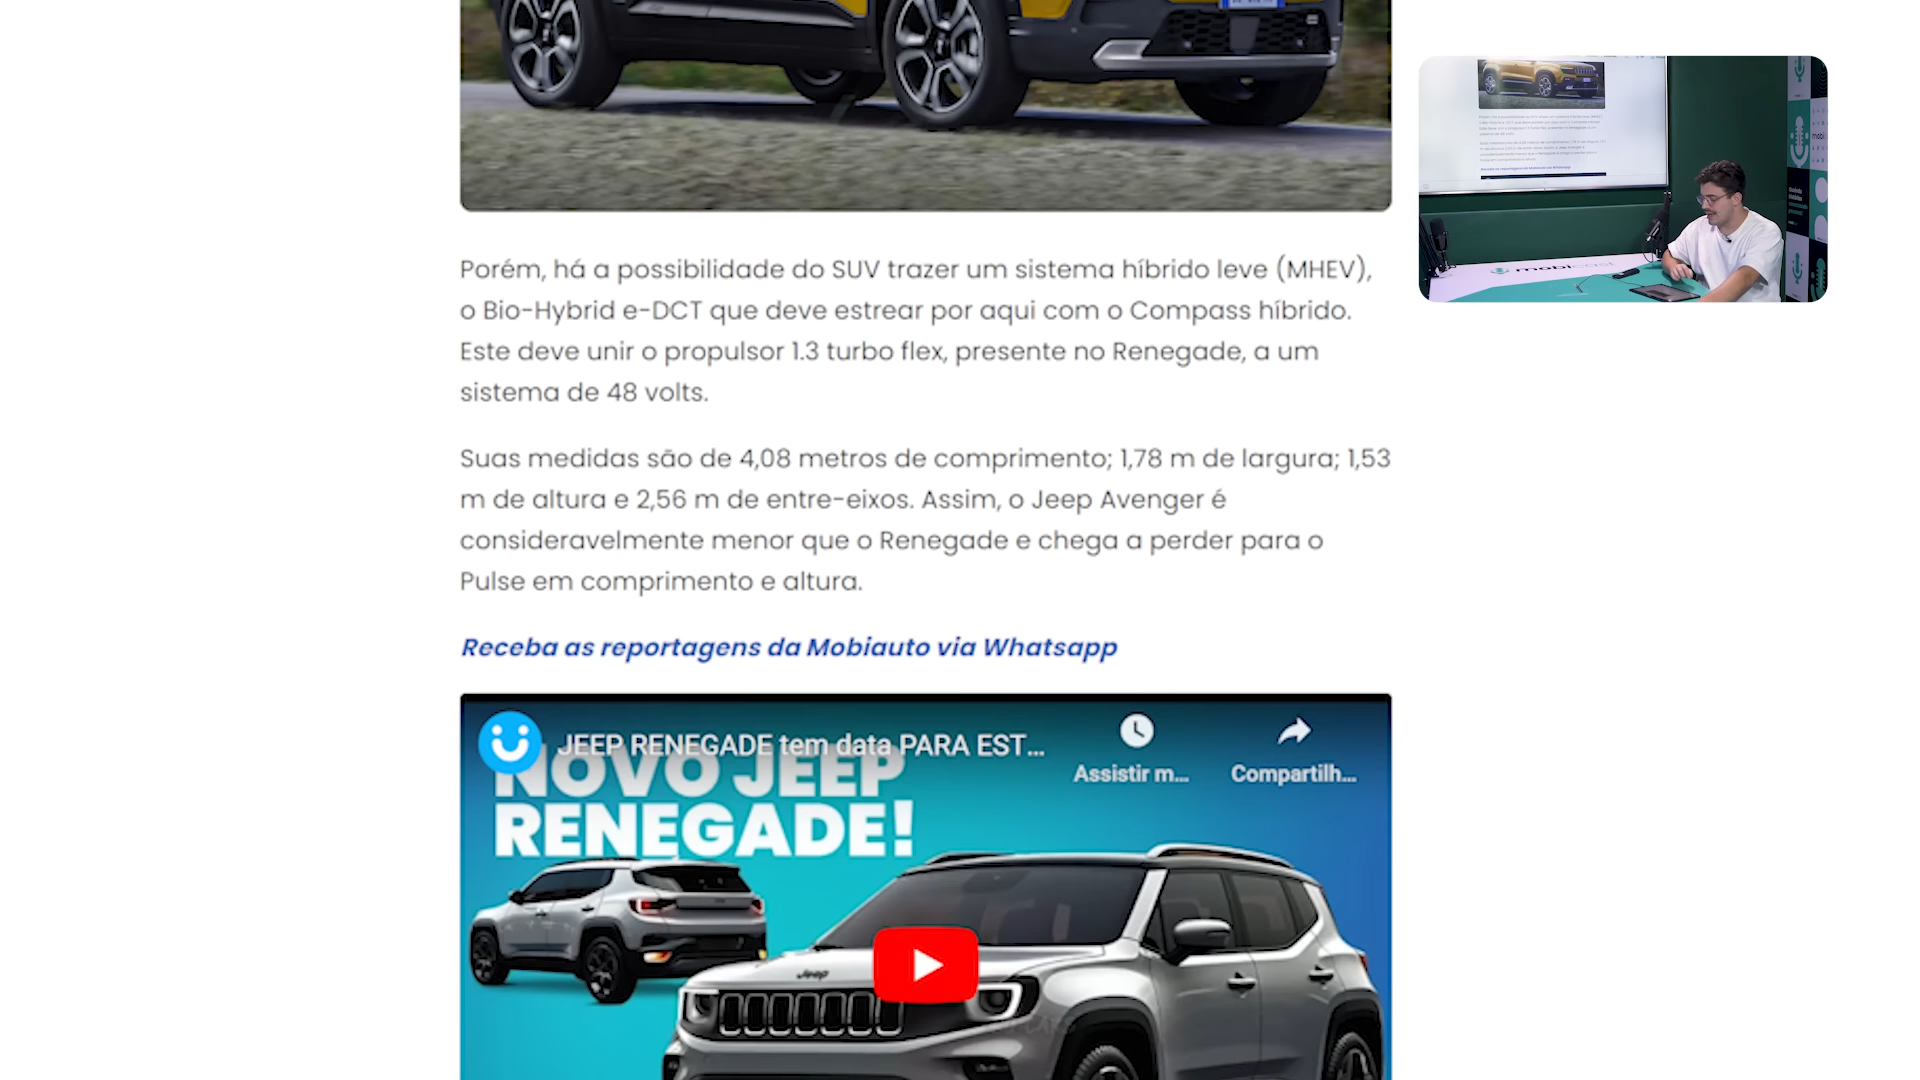 Porém, há a possibilidade do SUV trazer um sistema híbrido leve (MHEV),
o Bio-Hybrid e-DCT que deve estrear por aqui com o Compass híbrido.
Este deve unir o propulsor 1.3 turbo flex, presente no Renegade, a um
sistema de 48 volts.
Suas medidas são de 4,08 metros de comprimento; 1,78 m de largura; 1,53
m de altura e 2,56 m de entre-eixos. Assim, o Jeep Avenger é
consideravelmente menor que o Renegade e chega a perder para o
Pulse em comprimento e altura.
Receba as reportagens da Mobiauto via Whatsapp
JEEP RENEGADE tem data PARA EST...
Assistir m...
Compartilh...
NOVO JEEP
RENEGADE!
Jeep
mobicast